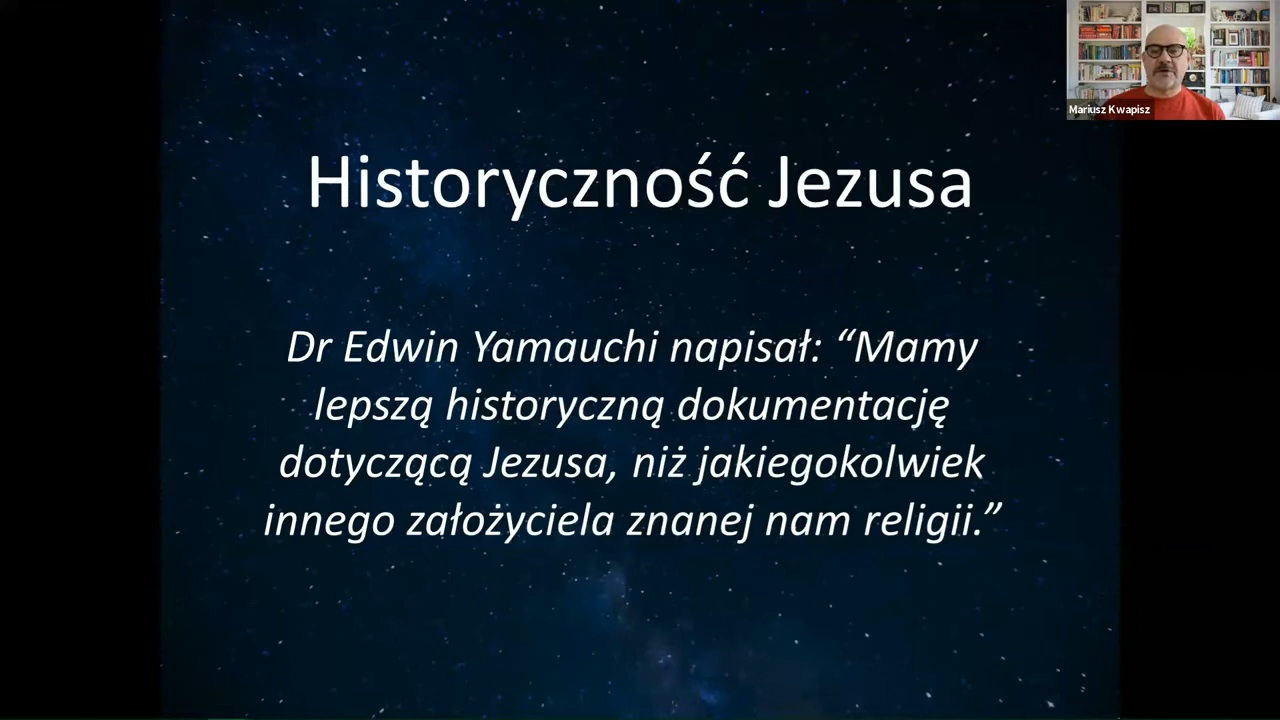 Mariusz Kwapisz
Historyczność Jezusa
Dr Edwin Yamauchi napisał: “Mamy
lepszą historyczną dokumentację
dotyczącą Jezusa, niż jakiegokolwiek
innego założyciela znanej nam religii.”